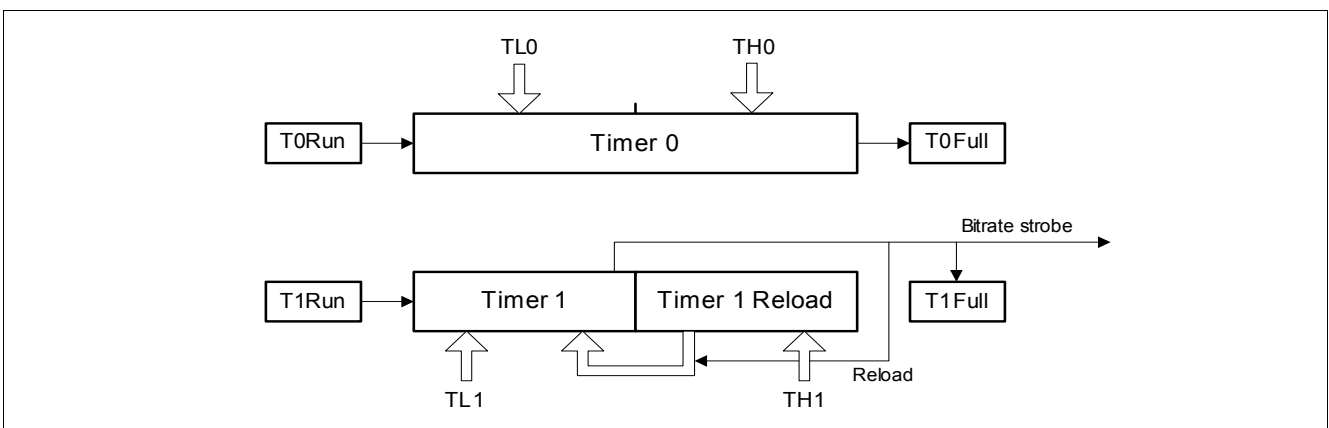 TL0 TH0
T0Run Timer 0 T0Full
Bitrate strobe
T1Run Timer 1 Timer 1 Reload T1Full
Reload
TL1 TH1